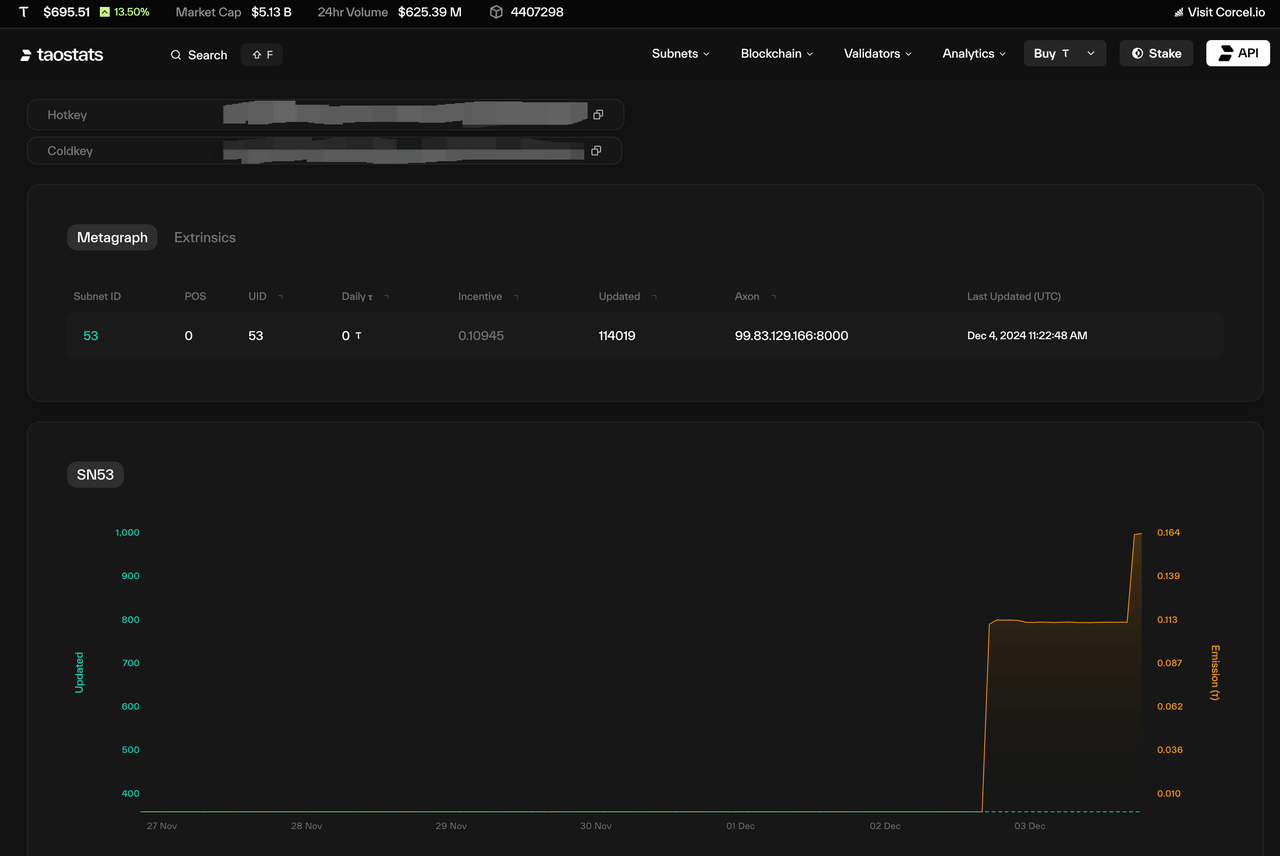 T $695.51 13.50% Market Cap $5.13 B 24hr Volume $625.39 M 4407298 Visit Corcel.io
taostats Search F Subnets Blockchain Validators Analytics Buy T Stake API
Hotkey
Coldkey
Metagraph Extrinsics
Subnet ID POS UID Daily τ Incentive Updated Axon Last Updated (UTC)
53 0 53 0 T 0.10945 114019 99.83.129.166:8000 Dec 4, 2024 11:22:48 AM
SN53
1,000 0.164
900 0.139
800 0.113
700 0.087
Updated
Emission (τ)
600 0.062
500 0.036
400 0.010
27 Nov 28 Nov 29 Nov 30 Nov 01 Dec 02 Dec 03 Dec